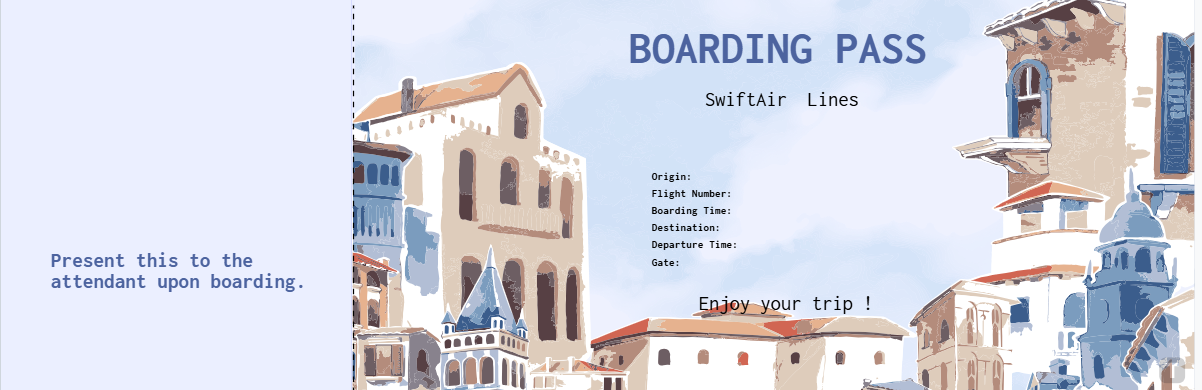 BOARDING PASS
SwiftAir Lines
Origin:
Flight Number:
Boarding Time:
Destination:
Departure Time:
Gate:
Enjoy your trip !
Present this to the
attendant upon boarding.